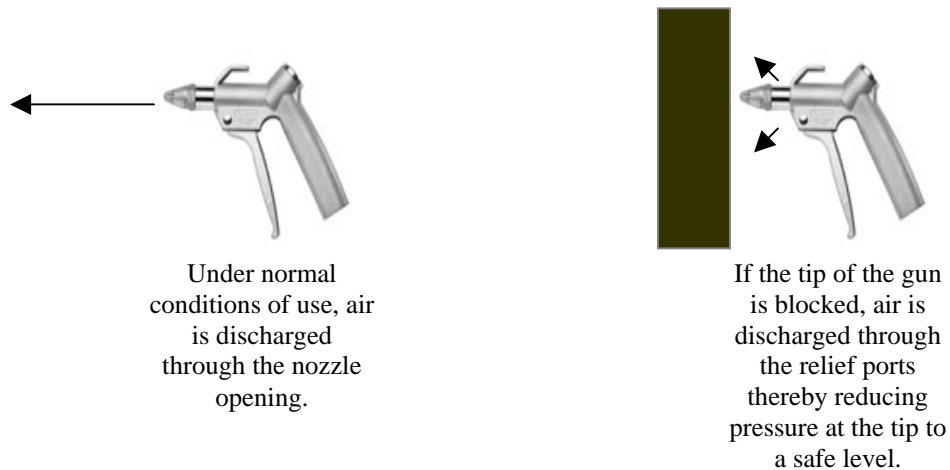 Under normal
conditions of use, air
is discharged
through the nozzle
opening.
If the tip of the gun
is blocked, air is
discharged through
the relief ports
thereby reducing
pressure at the tip to
a safe level.